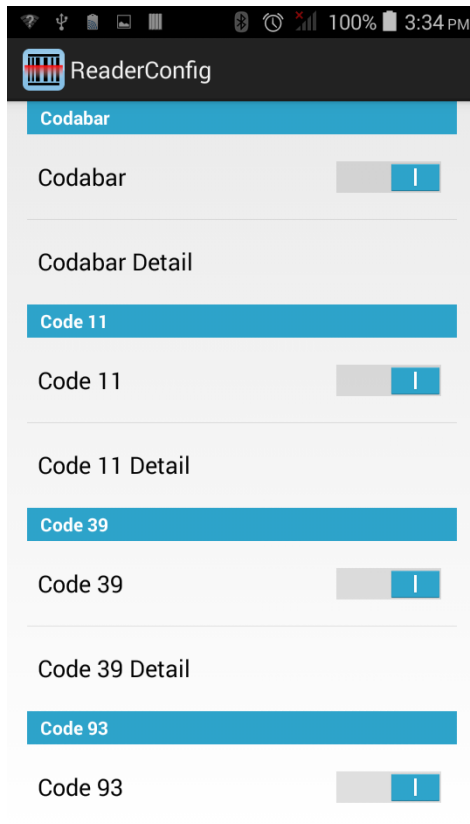 100% 3:34 PM
ReaderConfig
Codabar
Codabar
Codabar Detail
Code 11
Code 11
Code 11 Detail
Code 39
Code 39
Code 39 Detail
Code 93
Code 93